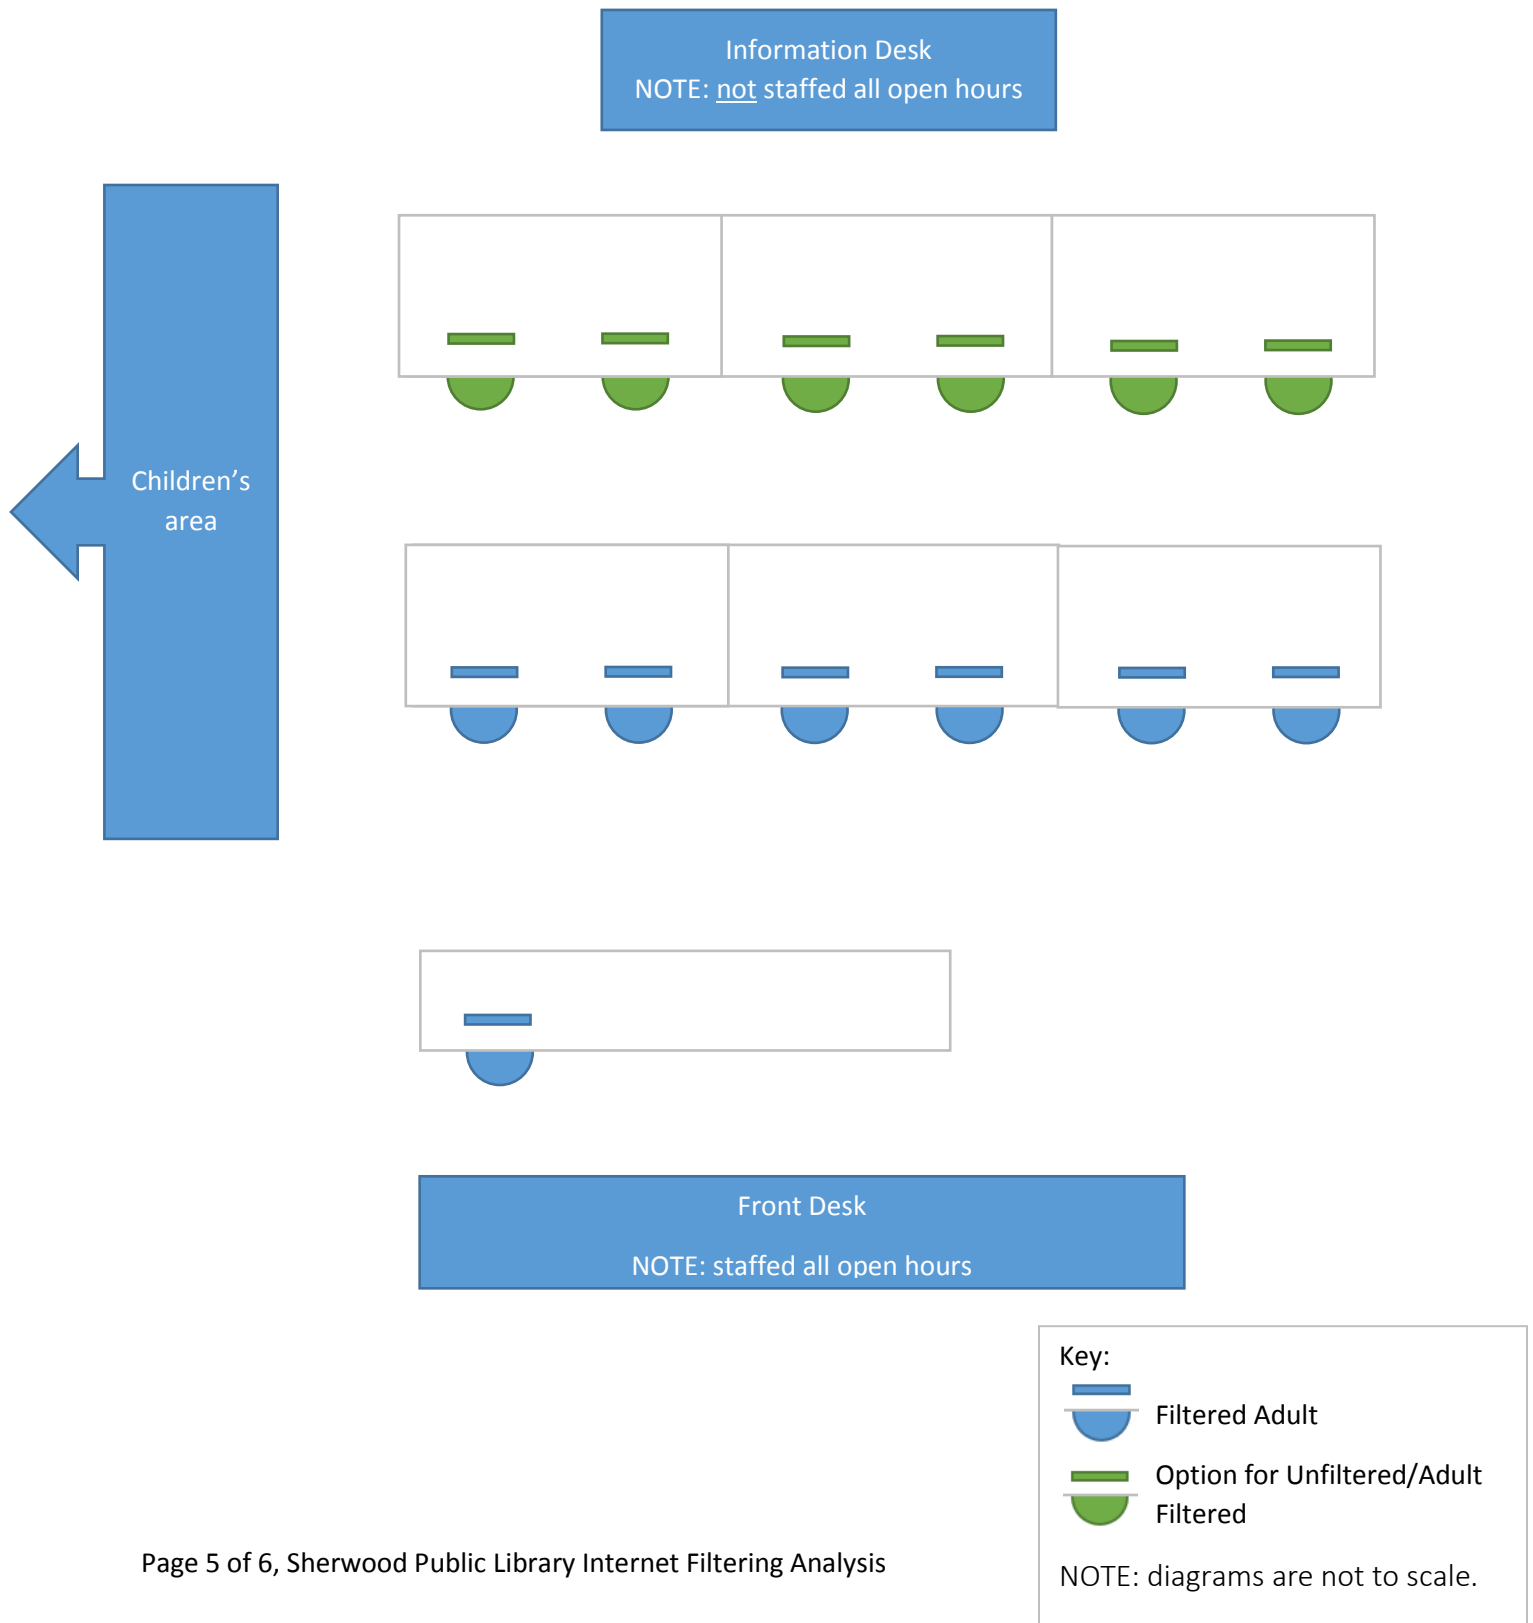 Information Desk
NOTE: not staffed all open hours
Children’s
area
Front Desk
NOTE: staffed all open hours
Key:
Filtered Adult
Option for Unfiltered/Adult
Filtered
NOTE: diagrams are not to scale.
Page 5 of 6, Sherwood Public Library Internet Filtering Analysis